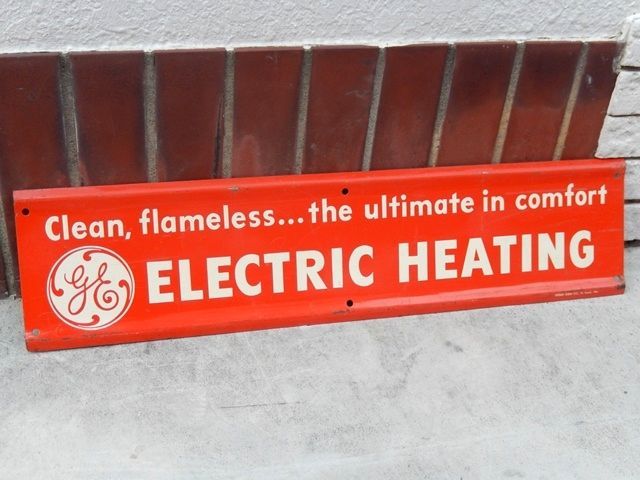 Clean, flameless...the ultimate in comfort
GE ELECTRIC HEATING